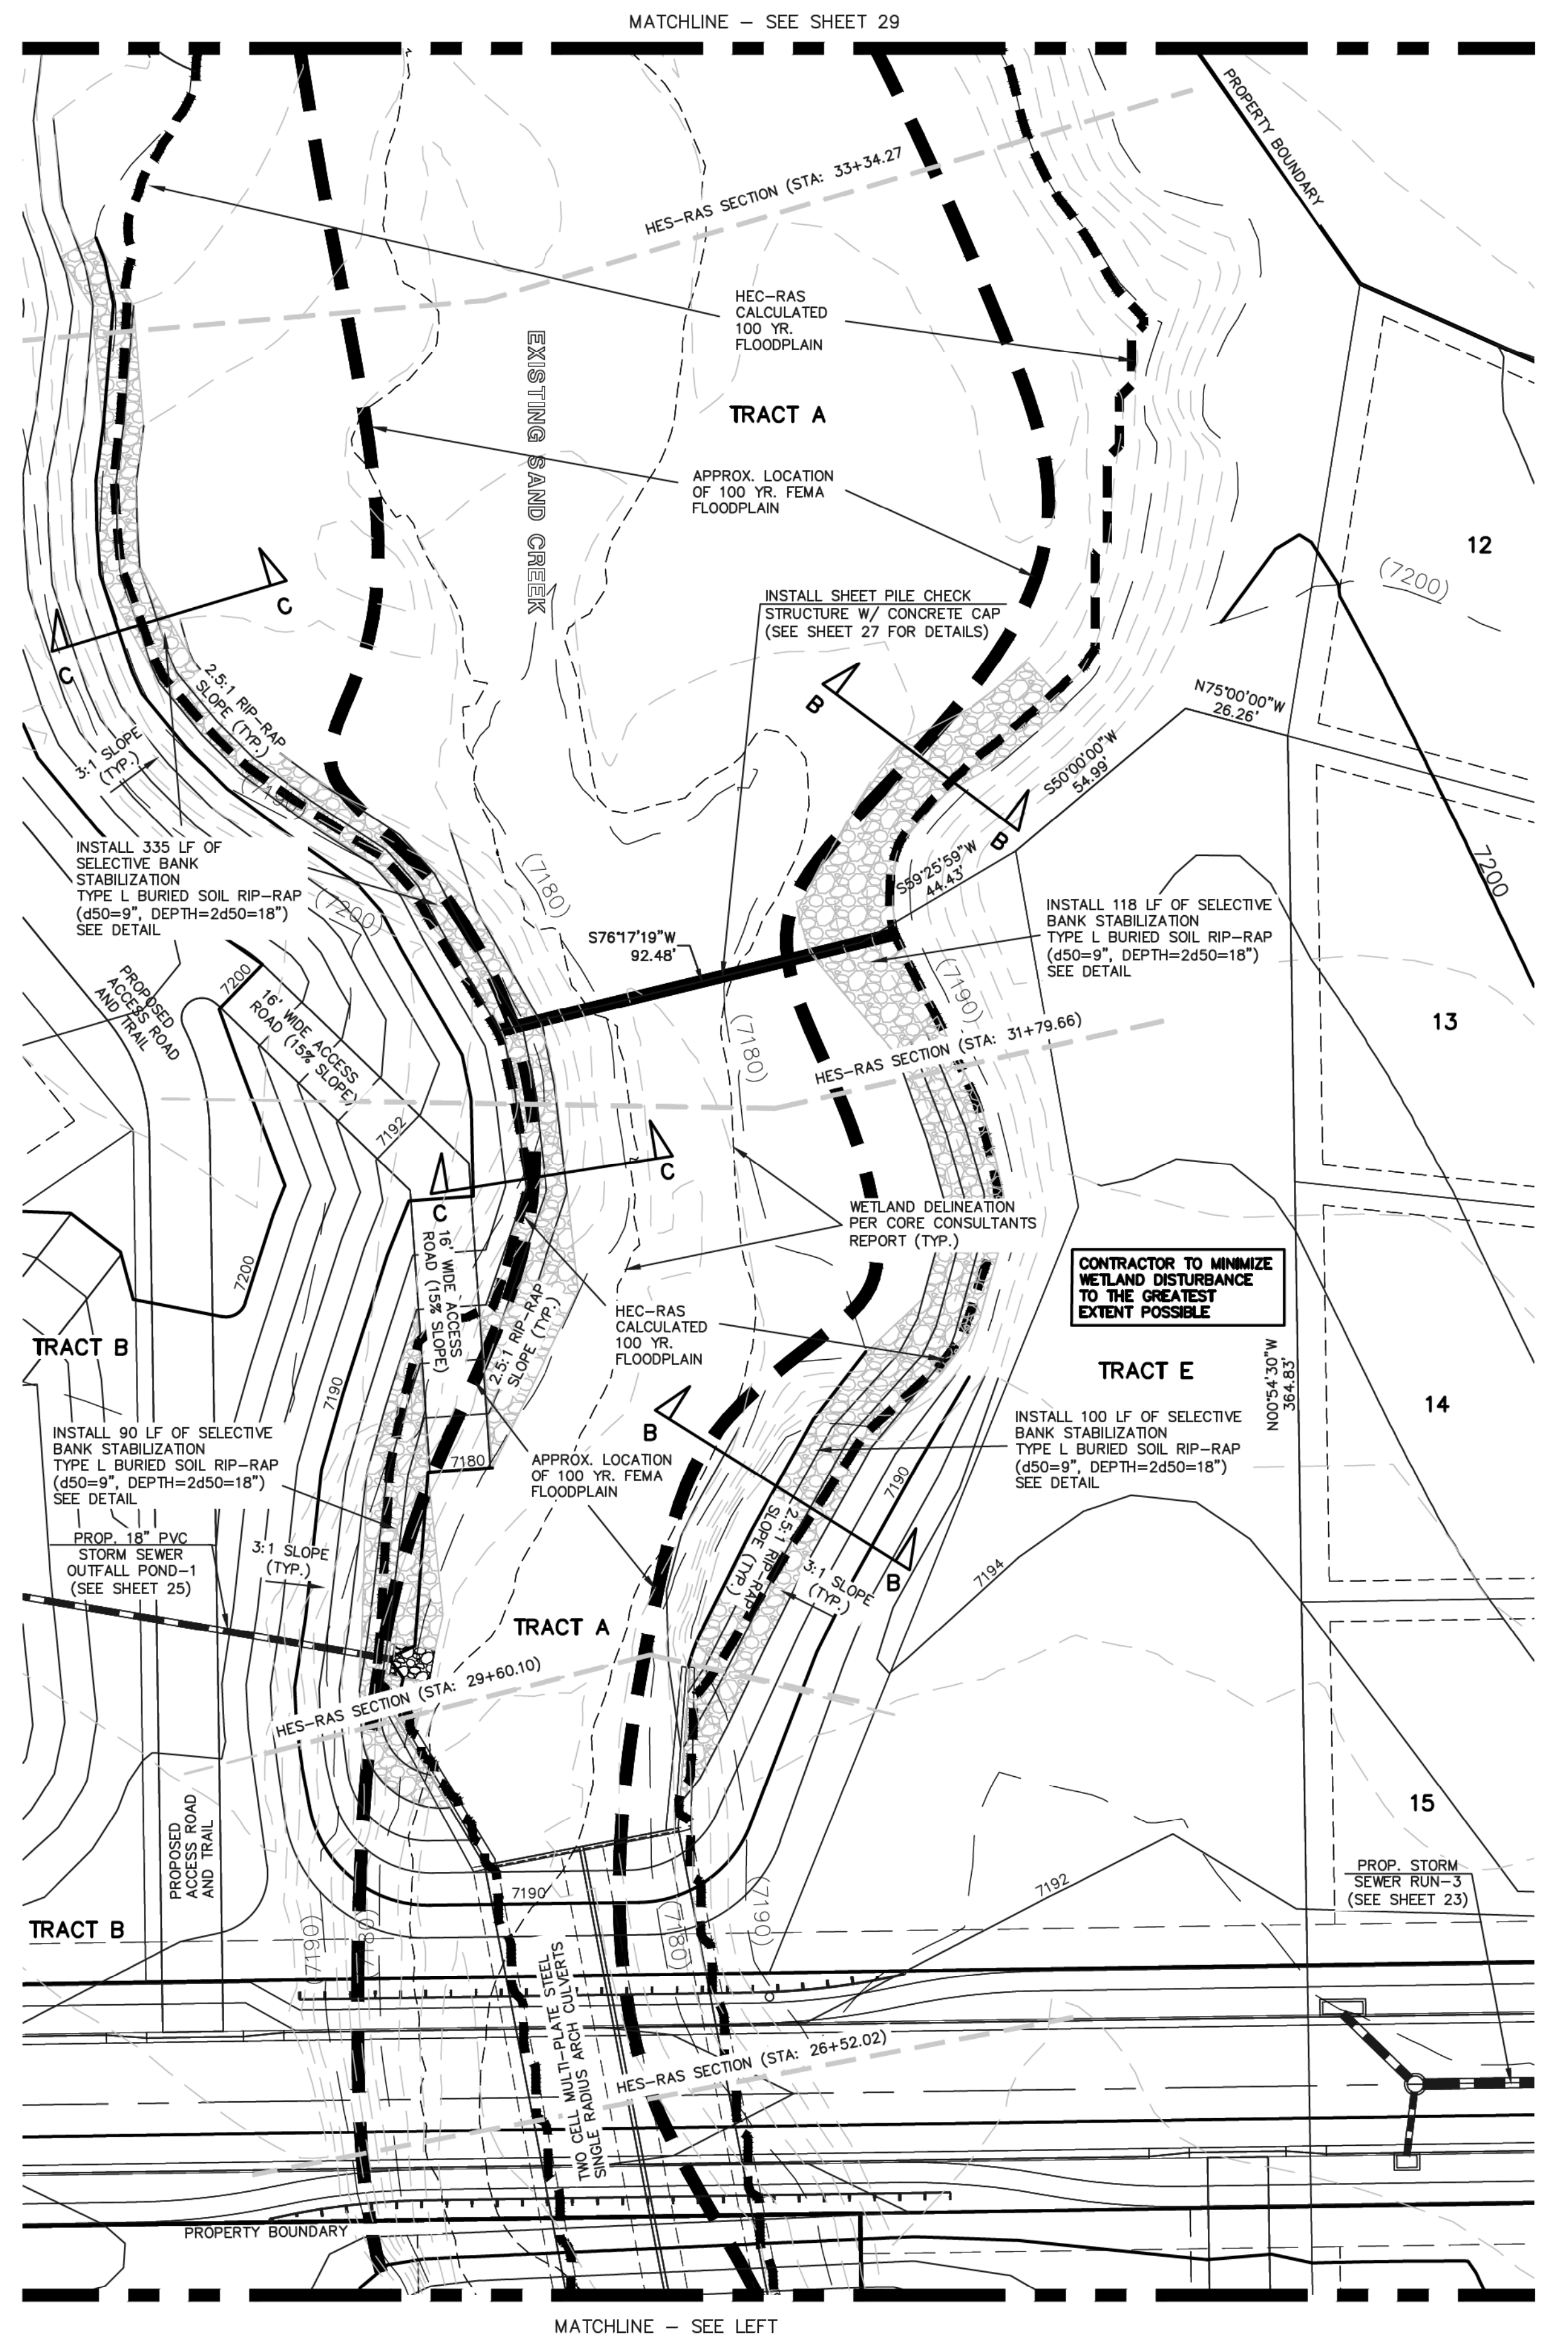 MATCHLINE – SEE SHEET 29
PROPERTY BOUNDARY
HES–RAS SECTION (STA: 33+34.27
HEC–RAS
CALCULATED
100 YR.
FLOODPLAIN
EXISTING SAND CREEK
TRACT A
APPROX. LOCATION
OF 100 YR. FEMA
FLOODPLAIN
12
(7200)
INSTALL SHEET PILE CHECK
STRUCTURE W/ CONCRETE CAP
(SEE SHEET 27 FOR DETAILS)
C
C
B
B
2.5:1 RIP–RAP
SLOPE (TYP.)
3:1 SLOPE
(TYP.)
(7190)
N75°00'00"W
26.26'
S50°00'00"W
54.99'
S59°25'59"W
44.43'
7200
INSTALL 335 LF OF
SELECTIVE BANK
STABILIZATION
TYPE L BURIED SOIL RIP–RAP
(d50=9", DEPTH=2d50=18")
SEE DETAIL
(7200)
(7180)
S76°17'19"W
92.48'
INSTALL 118 LF OF SELECTIVE
BANK STABILIZATION
TYPE L BURIED SOIL RIP–RAP
(d50=9", DEPTH=2d50=18")
SEE DETAIL
(7190)
PROPOSED
ACCESS ROAD
AND TRAIL
7200
16' WIDE ACCESS
ROAD (15% SLOPE)
7192
(7180)
HES–RAS SECTION (STA: 31+79.66)
13
C
C
WETLAND DELINEATION
PER CORE CONSULTANTS
REPORT (TYP.)
16' WIDE ACCESS
ROAD (15% SLOPE)
7200
CONTRACTOR TO MINIMIZE
WETLAND DISTURBANCE
TO THE GREATEST
EXTENT POSSIBLE
2.5:1 RIP–RAP
SLOPE (TYP.)
HEC–RAS
CALCULATED
100 YR.
FLOODPLAIN
TRACT B
TRACT E
N00°54'30"W
364.83'
7190
14
B
B
INSTALL 90 LF OF SELECTIVE
BANK STABILIZATION
TYPE L BURIED SOIL RIP–RAP
(d50=9", DEPTH=2d50=18")
SEE DETAIL
7180
APPROX. LOCATION
OF 100 YR. FEMA
FLOODPLAIN
INSTALL 100 LF OF SELECTIVE
BANK STABILIZATION
TYPE L BURIED SOIL RIP–RAP
(d50=9", DEPTH=2d50=18")
SEE DETAIL
7190
PROP. 18" PVC
STORM SEWER
OUTFALL POND–1
(SEE SHEET 25)
3:1 SLOPE
(TYP.)
2.5:1 RIP–RAP
SLOPE (TYP.)
3:1 SLOPE
(TYP.)
7194
TRACT A
HES–RAS SECTION (STA: 29+60.10)
15
PROPOSED
ACCESS ROAD
AND TRAIL
7190
7192
PROP. STORM
SEWER RUN–3
(SEE SHEET 23)
TRACT B
(7190)
(7180)
(7180)
(7190)
TWO CELL MULTI–PLATE STEEL
SINGLE RADIUS ARCH CULVERTS
HES–RAS SECTION (STA: 26+52.02)
PROPERTY BOUNDARY
MATCHLINE – SEE LEFT